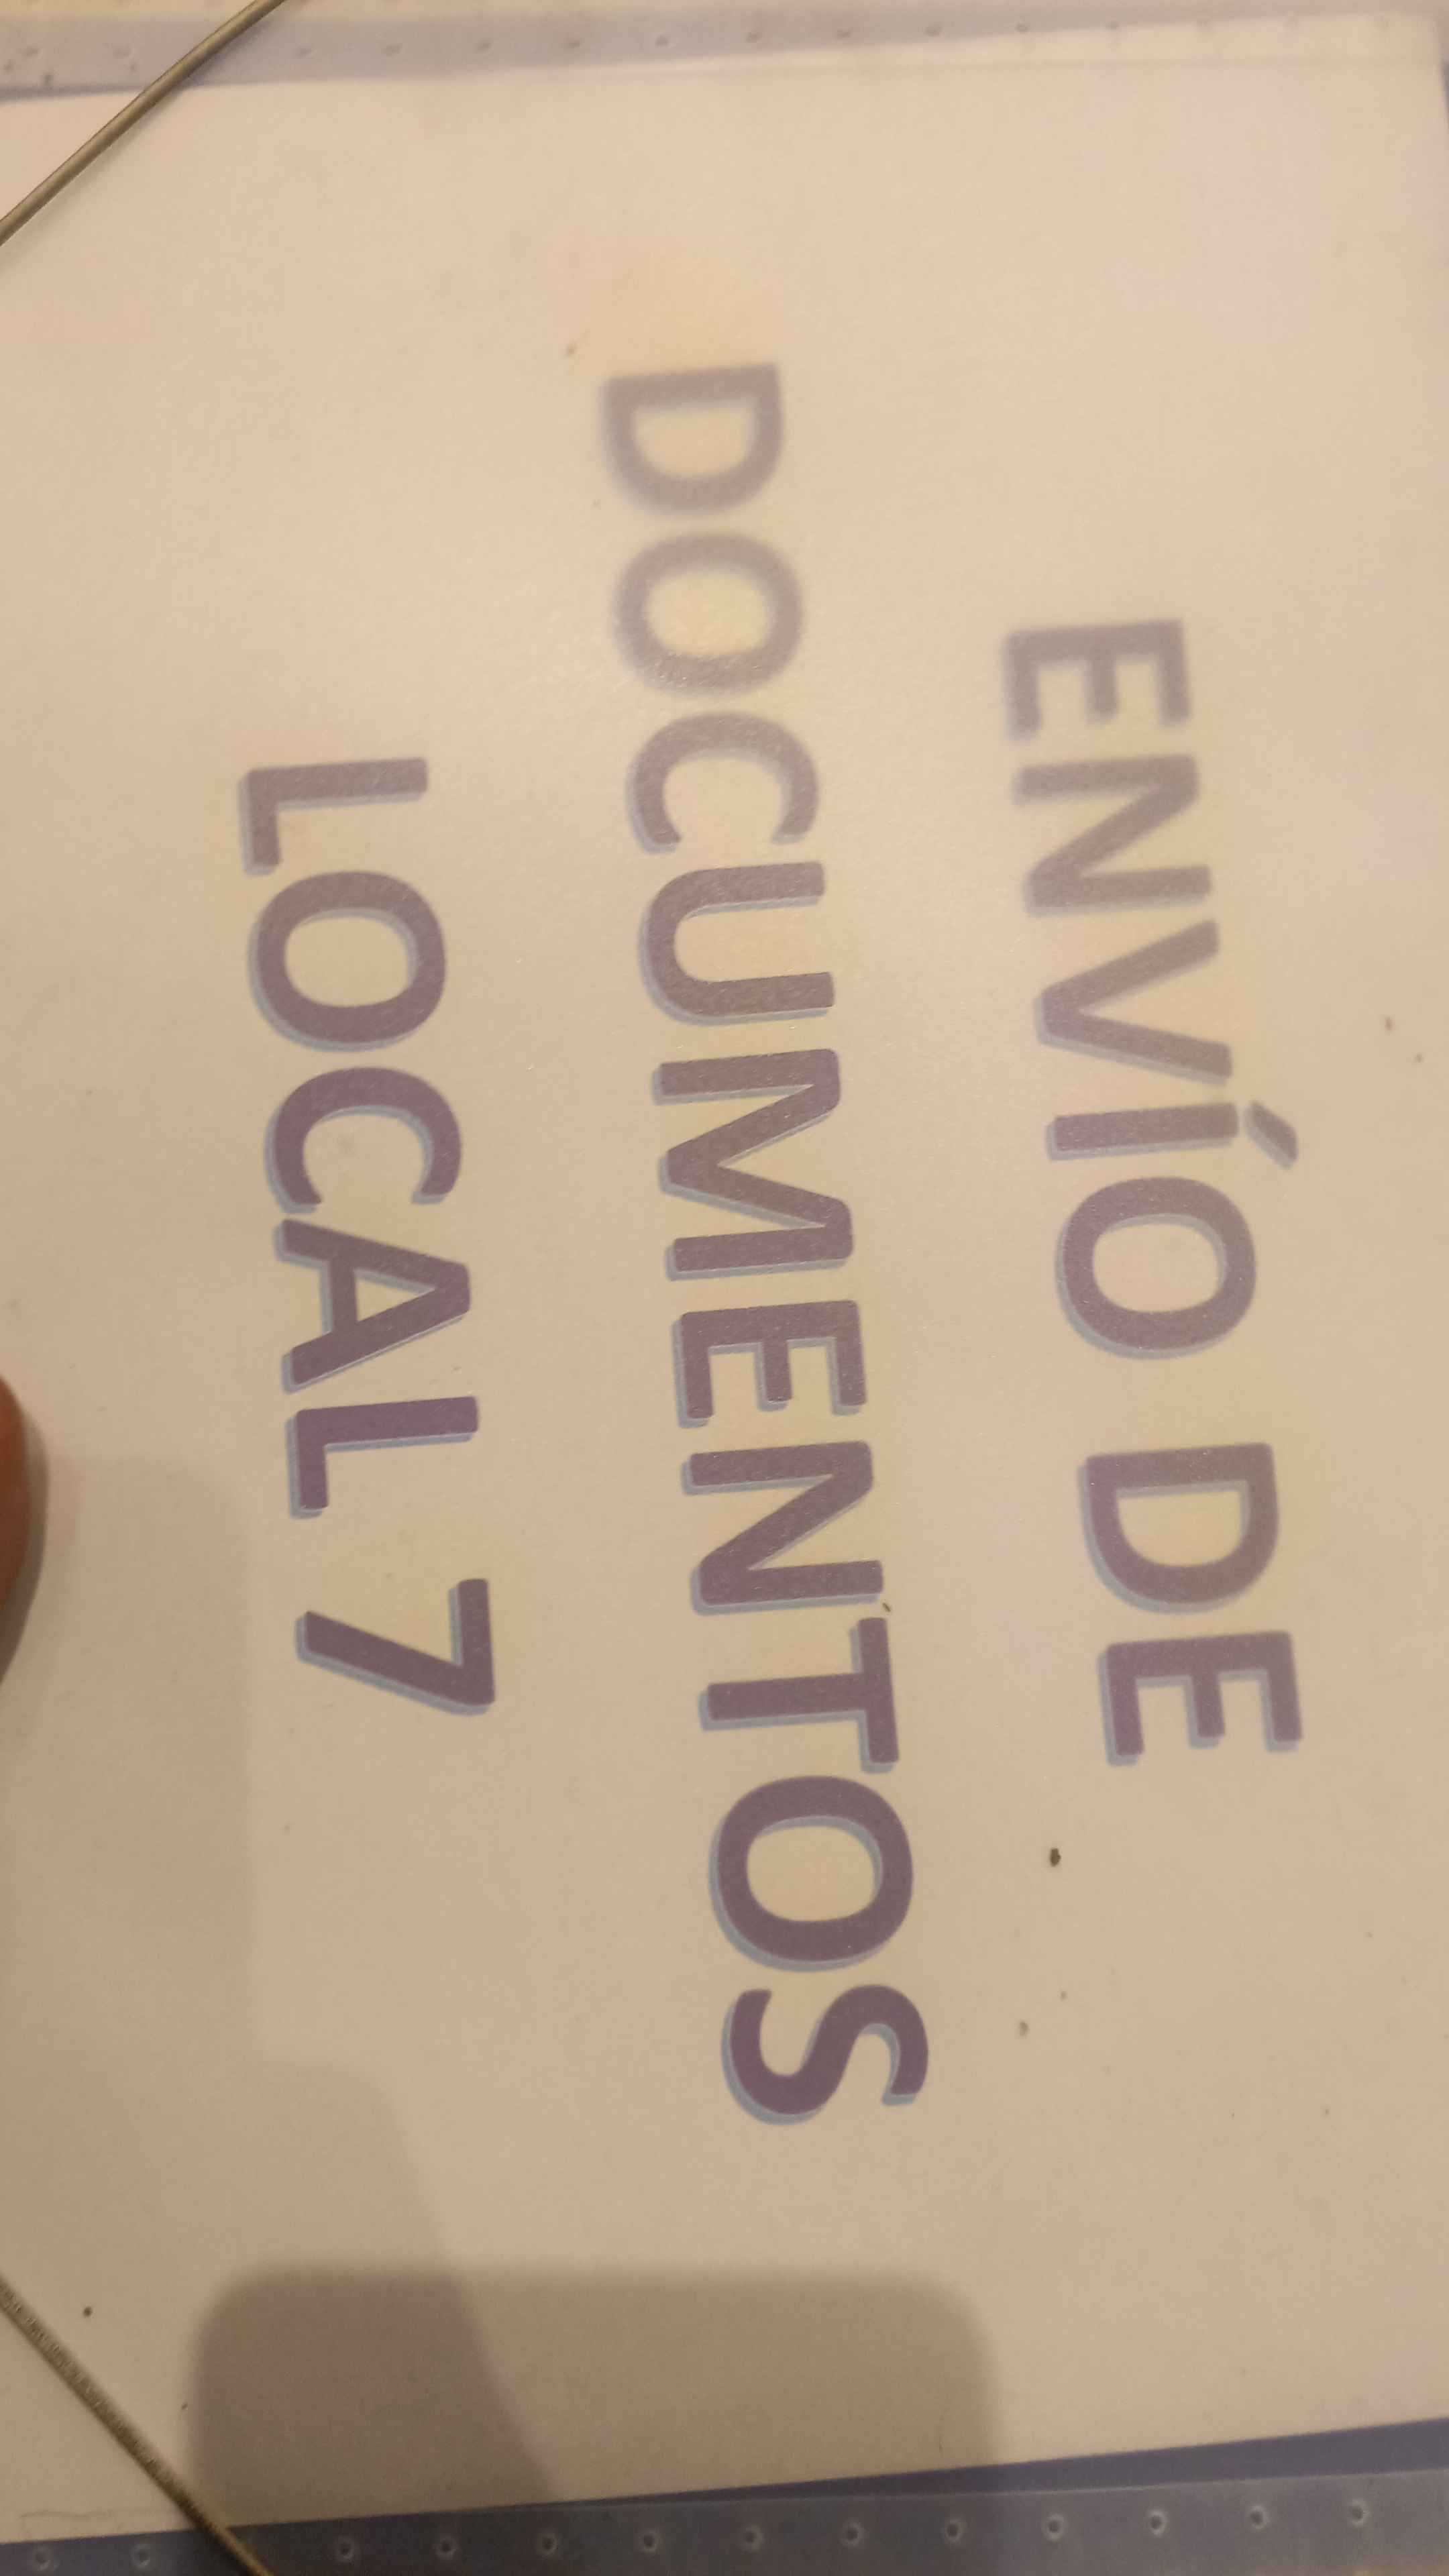 ENVÍO DE
DOCUMENTOS
LOCAL 7